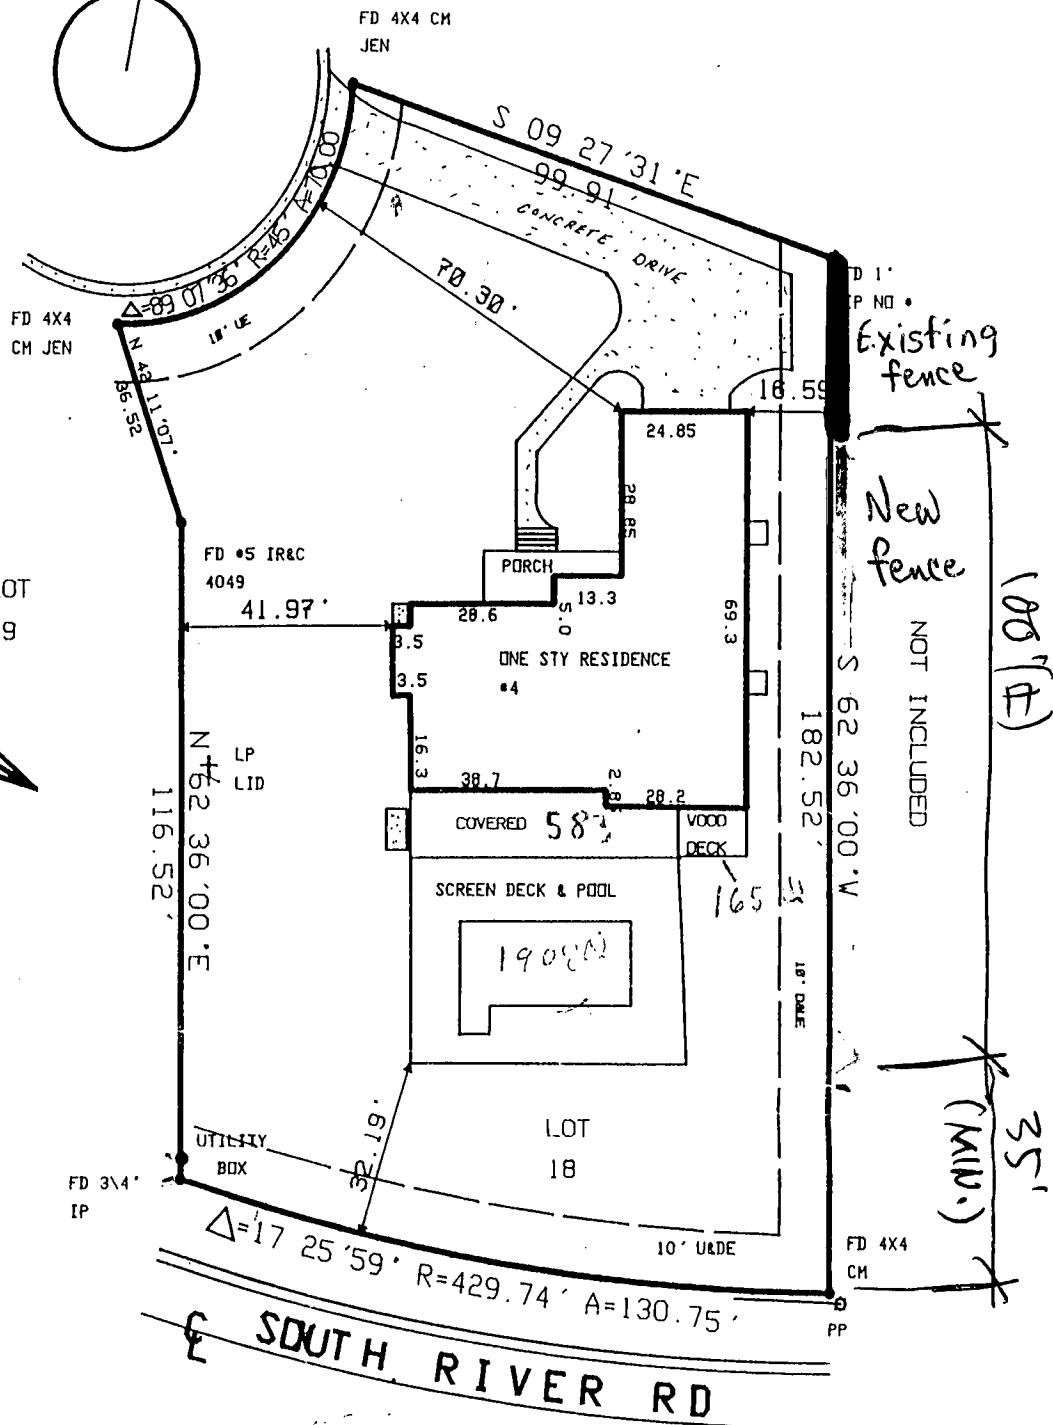 FD 4X4 CM
JEN
S 09 27 '31 "E
99.91 '
CONCRETE DRIVE
△=89 07'36" R=45' A=70.00
70.30'
FD 4X4
CM JEN
10' UE
N 42 11 '07"
36.52
D 1"
IP NO •
Existing
fence
16.59
24.85
28.85
New
fence
FD #5 IR&C
4049
PORCH
OT
9
41.97'
28.6
13.3
5.0
3.5
3.5
ONE STY RESIDENCE
#4
69.3
NOT INCLUDED
100' (±)
S 62 36 '00 "W
182.52'
N 62 36 '00 "E
116.52'
LP
LID
16.3
38.7
2.8
28.2
COVERED
WOOD
DECK
165
SCREEN DECK & POOL
10' D&UE
32.19'
LOT
18
UTILITY
BOX
35'
(MIN.)
FD 3\4"
IP
△=17 25 '59 " R=429.74 ' A=130.75 '
10' U&DE
FD 4X4
CM
PP
℄ SOUTH RIVER RD